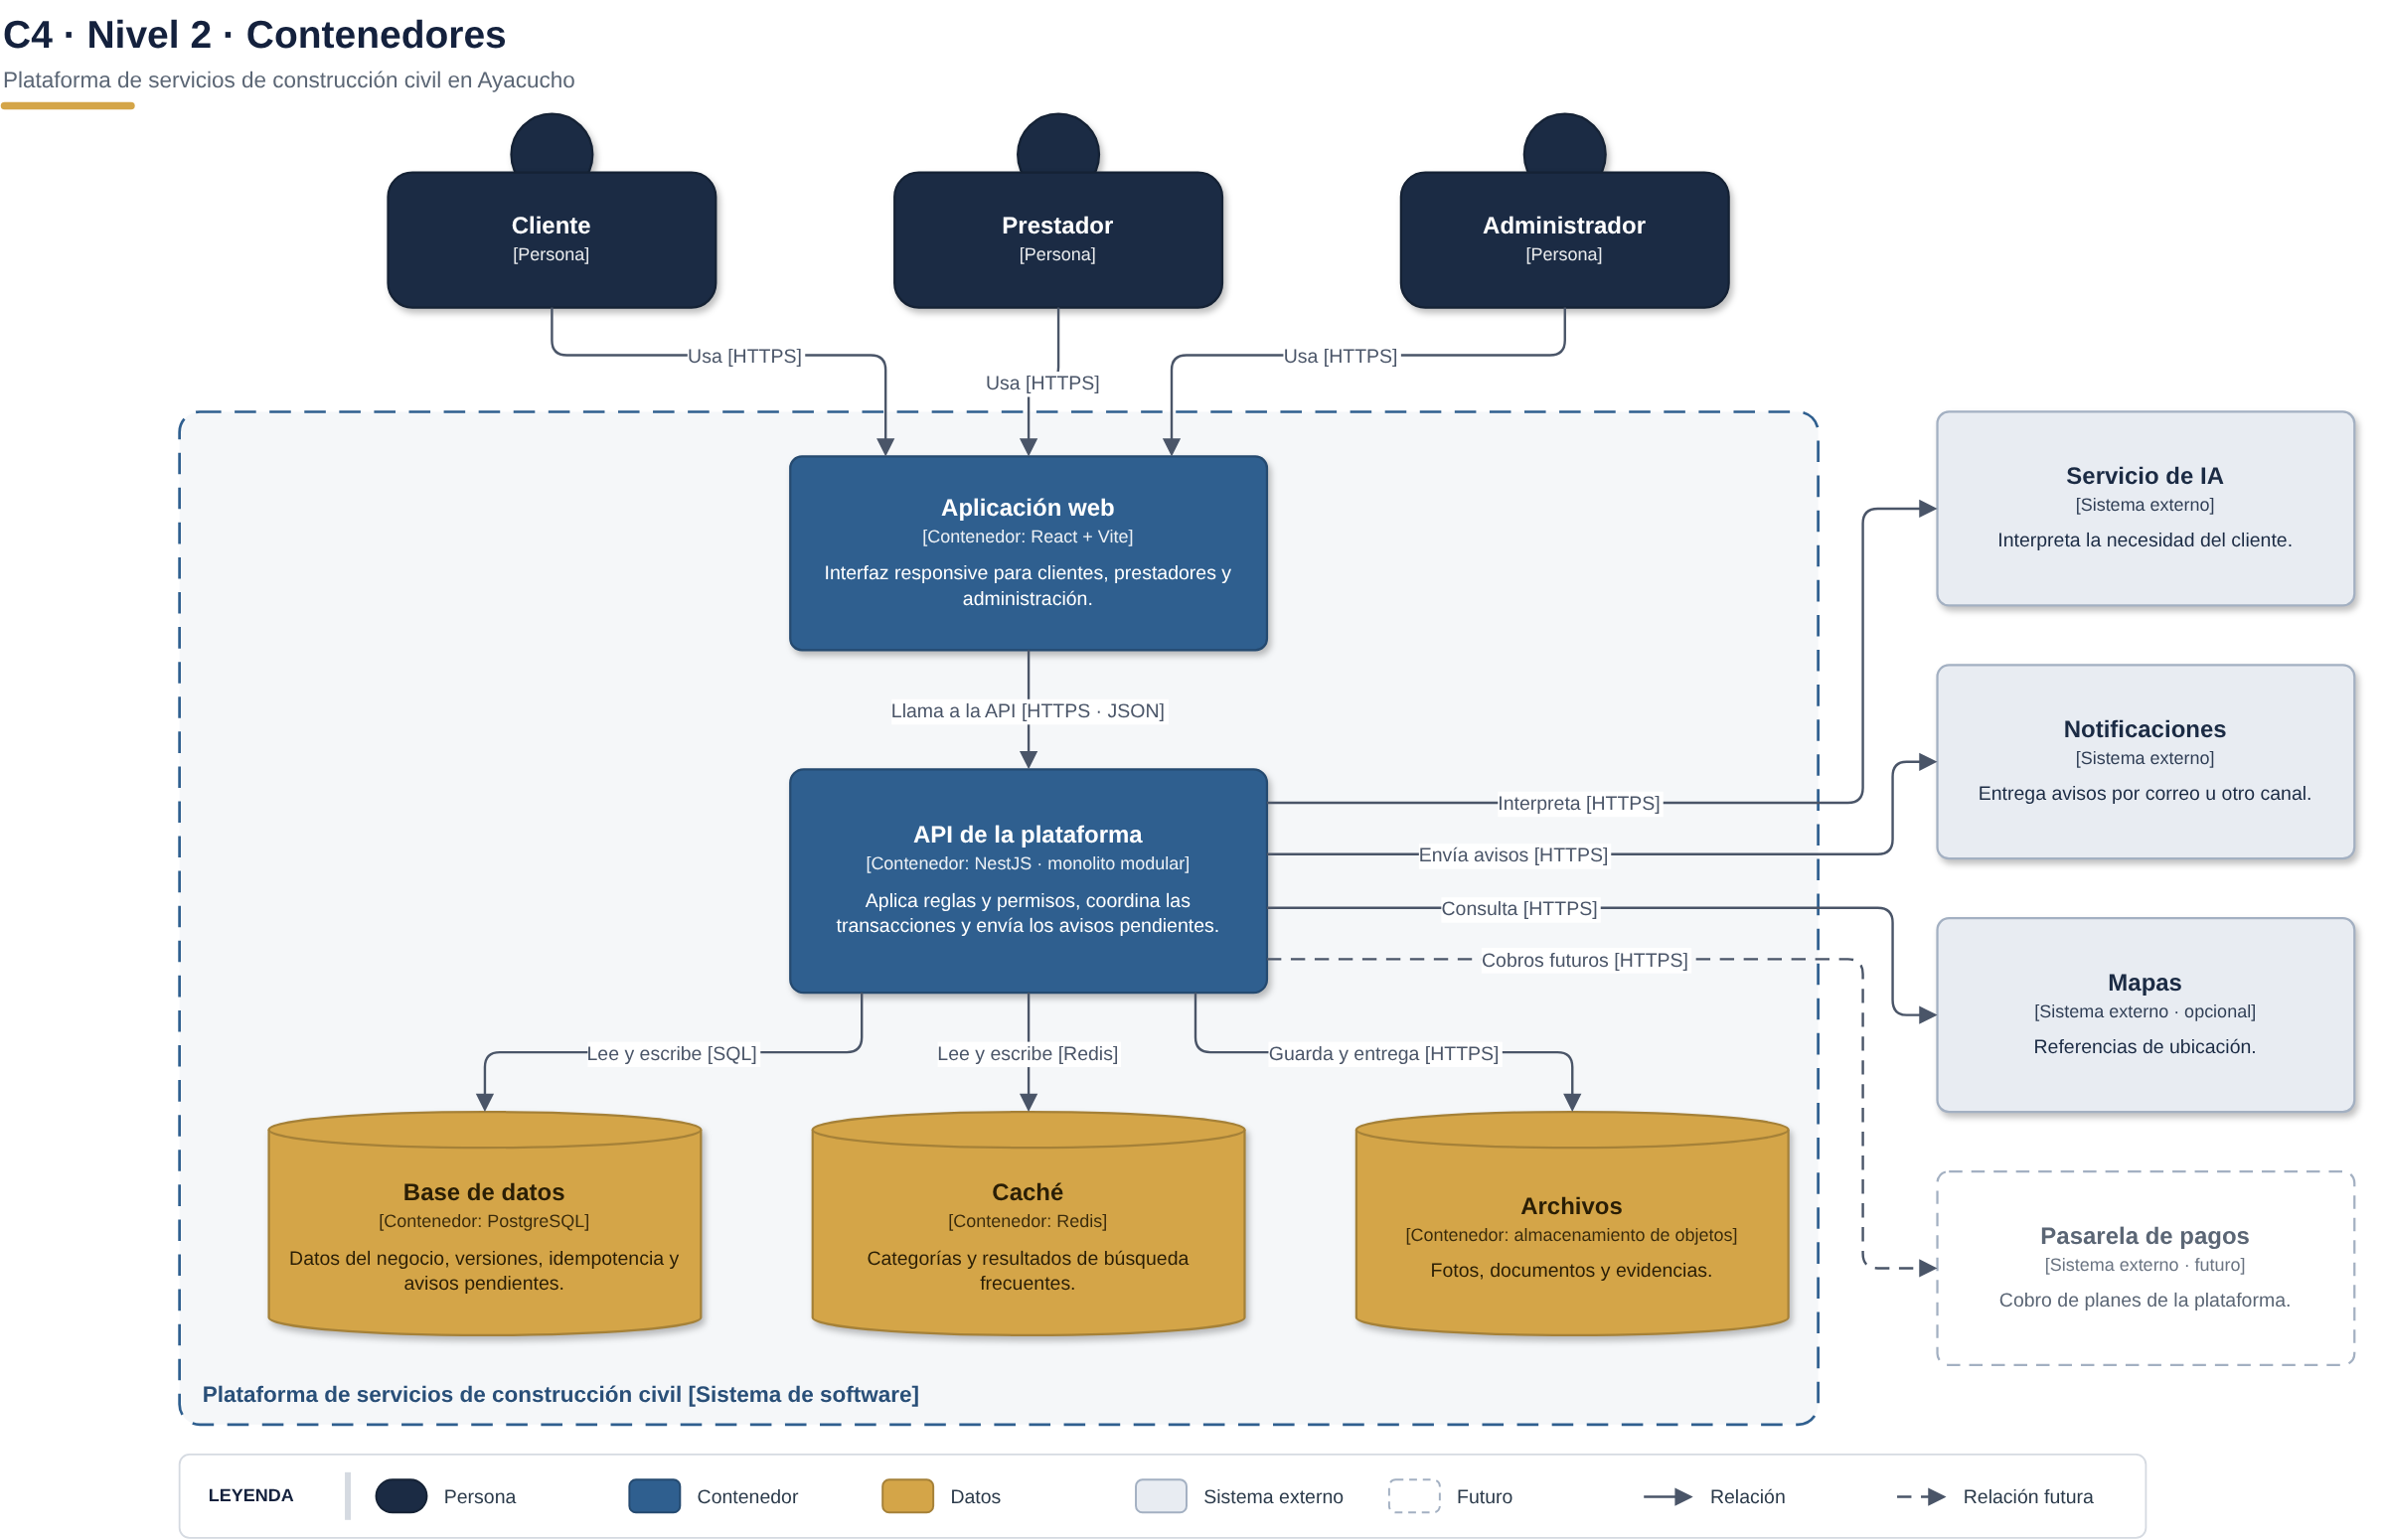 C4 · Nivel 2 · Contenedores
Plataforma de servicios de construcción civil en Ayacucho
Cliente
[Persona]
Prestador
[Persona]
Administrador
[Persona]
Usa [HTTPS]
Usa [HTTPS]
Usa [HTTPS]
Aplicación web
[Contenedor: React + Vite]
Interfaz responsive para clientes, prestadores y
administración.
Servicio de IA
[Sistema externo]
Interpreta la necesidad del cliente.
Llama a la API [HTTPS · JSON]
Notificaciones
[Sistema externo]
Entrega avisos por correo u otro canal.
API de la plataforma
[Contenedor: NestJS · monolito modular]
Aplica reglas y permisos, coordina las
transacciones y envía los avisos pendientes.
Interpreta [HTTPS]
Envía avisos [HTTPS]
Consulta [HTTPS]
Cobros futuros [HTTPS]
Mapas
[Sistema externo · opcional]
Referencias de ubicación.
Lee y escribe [SQL]
Lee y escribe [Redis]
Guarda y entrega [HTTPS]
Base de datos
[Contenedor: PostgreSQL]
Datos del negocio, versiones, idempotencia y
avisos pendientes.
Caché
[Contenedor: Redis]
Categorías y resultados de búsqueda
frecuentes.
Archivos
[Contenedor: almacenamiento de objetos]
Fotos, documentos y evidencias.
Pasarela de pagos
[Sistema externo · futuro]
Cobro de planes de la plataforma.
Plataforma de servicios de construcción civil [Sistema de software]
LEYENDA
Persona
Contenedor
Datos
Sistema externo
Futuro
Relación
Relación futura